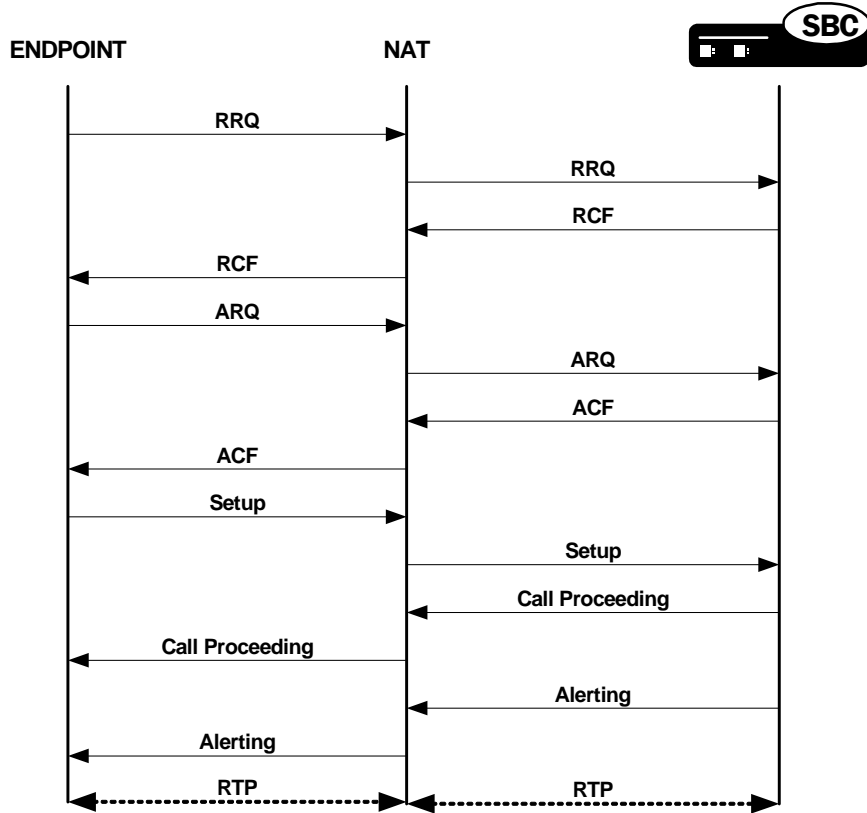 SBC
ENDPOINT
NAT
RRQ
RRQ
RCF
RCF
ARQ
ARQ
ACF
ACF
Setup
Setup
Call Proceeding
Call Proceeding
Alerting
Alerting
RTP
RTP